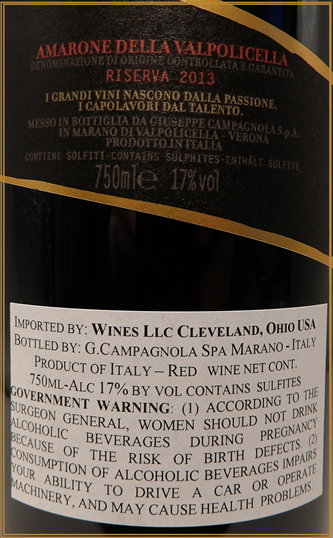 AMARONE DELLA VALPOLICELLA
DENOMINAZIONE DI ORIGINE CONTROLLATA E GARANTITA
RISERVA 2013
I GRANDI VINI NASCONO DALLA PASSIONE,
I CAPOLAVORI DAL TALENTO.
MESSO IN BOTTIGLIA DA GIUSEPPE CAMPAGNOLA S.p.A.
IN MARANO DI VALPOLICELLA - VERONA
PRODOTTO IN ITALIA
CONTIENE SOLFITI-CONTAINS SULPHITES-ENTHÄLT SULFITE
750ml e 17%vol
IMPORTED BY: WINES LLC CLEVELAND, OHIO USA
BOTTLED BY: G.CAMPAGNOLA SPA MARANO - ITALY
PRODUCT OF ITALY – RED WINE NET CONT.
750ML-ALC 17% BY VOL CONTAINS SULFITES
GOVERNMENT WARNING: (1) ACCORDING TO THE
SURGEON GENERAL, WOMEN SHOULD NOT DRINK
ALCOHOLIC BEVERAGES DURING PREGNANCY
BECAUSE OF THE RISK OF BIRTH DEFECTS. (2)
CONSUMPTION OF ALCOHOLIC BEVERAGES IMPAIRS
YOUR ABILITY TO DRIVE A CAR OR OPERATE
MACHINERY, AND MAY CAUSE HEALTH PROBLEMS